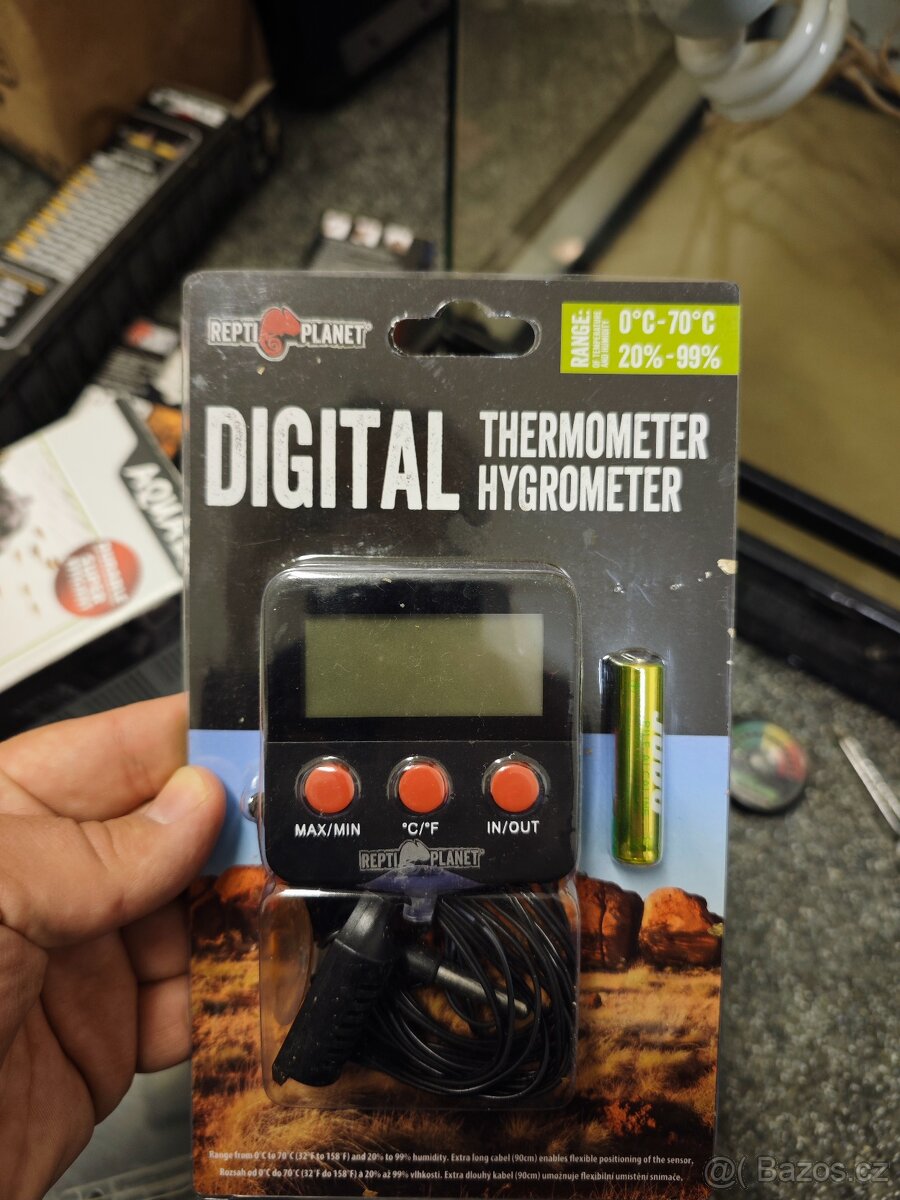 REPTI PLANET®
RANGE:
OF TEMPERATURE
AND HUMIDITY
0°C-70°C
20%-99%
DIGITAL
THERMOMETER
HYGROMETER
MAX/MIN
°C/°F
IN/OUT
REPTI PLANET®
Range from 0°C to 70°C (32°F to 158°F) and 20% to 99% humidity. Extra long cabel (90cm) enables flexible positioning of the sensor.
Rozsah od 0°C do 70°C (32°F do 158°F) a 20% až 99% vlhkosti. Extra dlouhý kabel (90cm) umožnuje flexibilní umístění snímače.
@( Bazos.cz